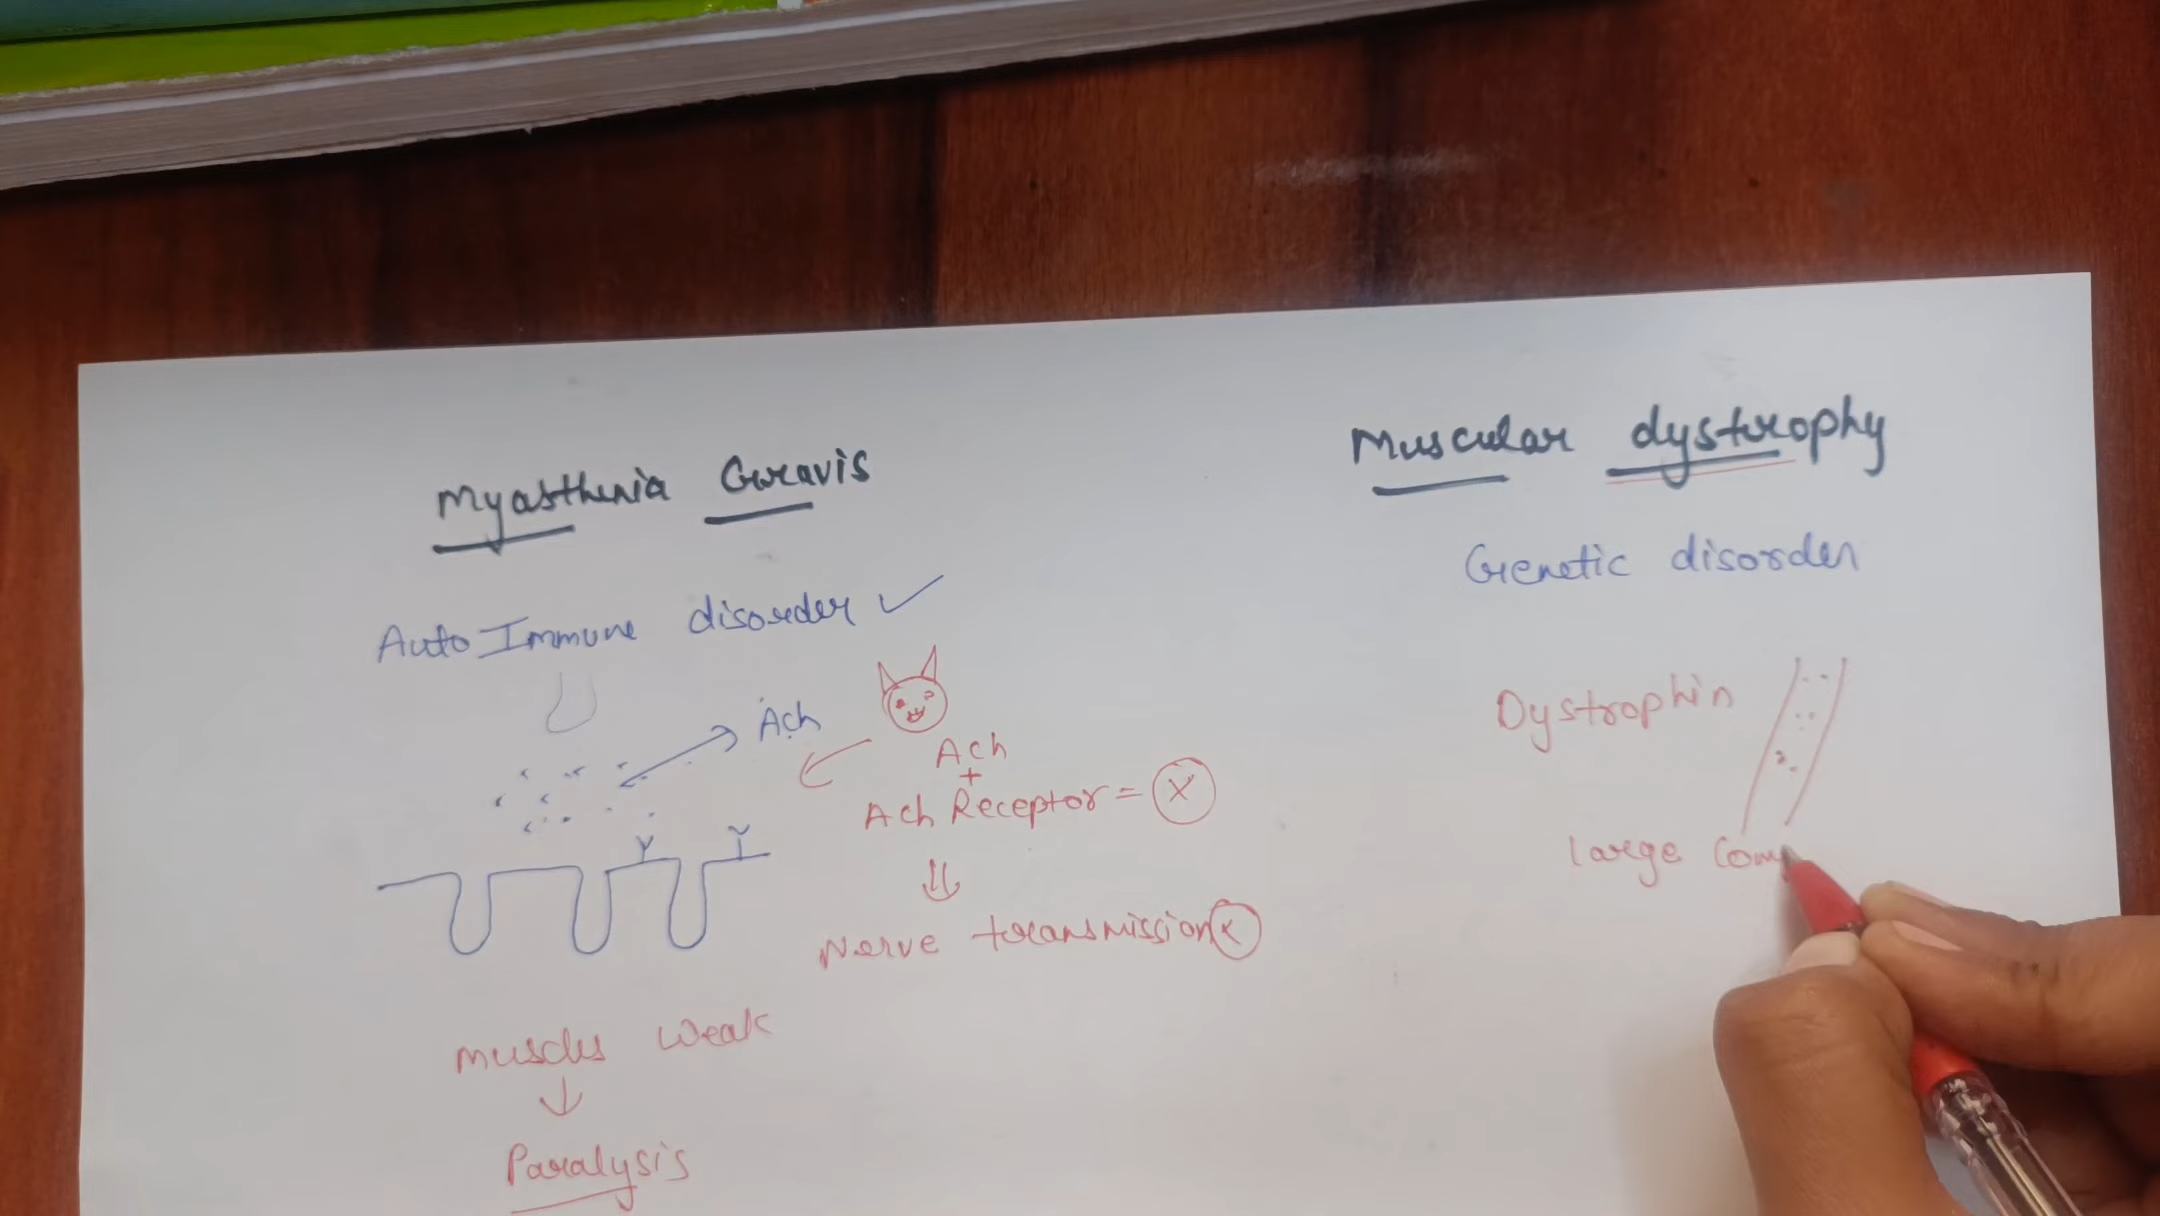 Myasthenia Gravis
Auto Immune disorder
Ach
Ach
+
Ach Receptor = X
Nerve transmission X
Muscles weak
Paralysis
Muscular dystrophy
Genetic disorder
Dystrophin
large Com